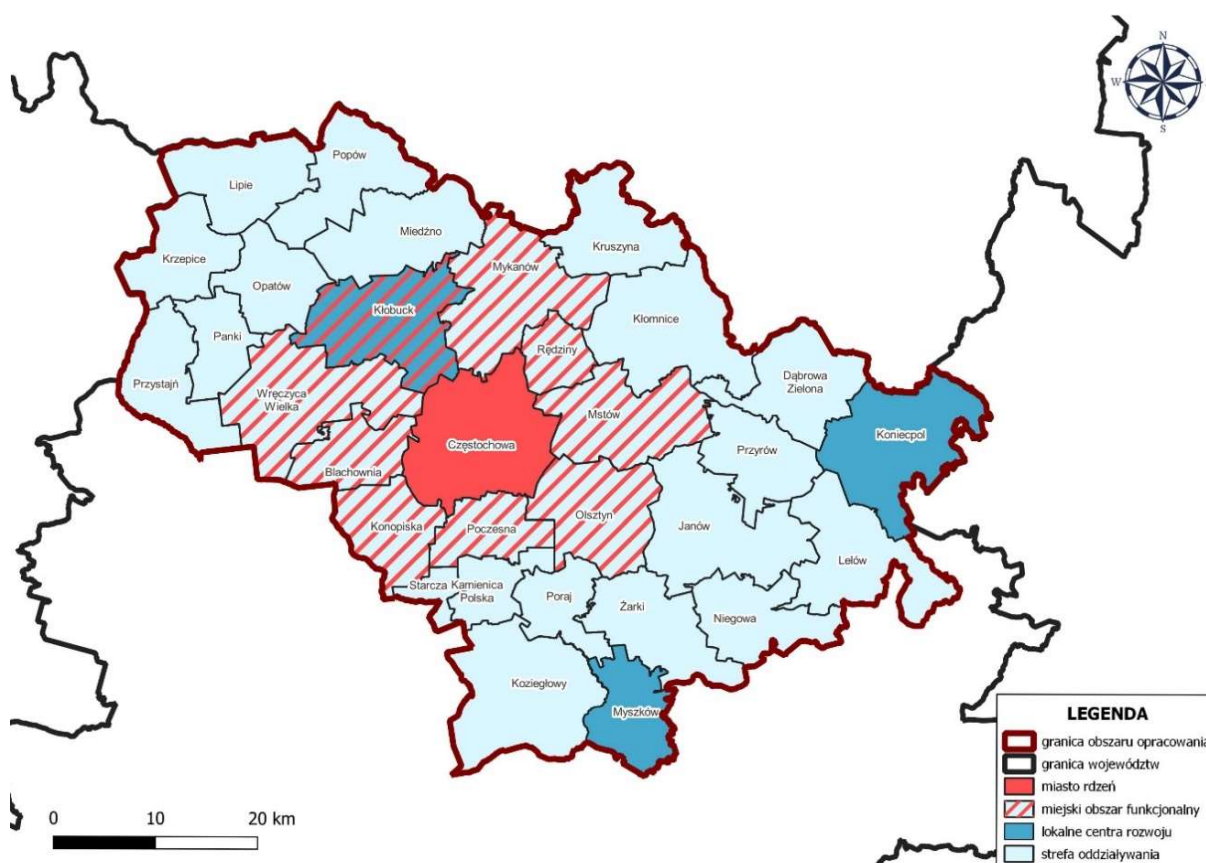 N
W
S
Popów
Lipie
Miedźno
Kruszyna
Krzepice
Mykanów
Opatów
Kłobuck
Kłomnice
Panki
Rędziny
Dąbrowa
Zielona
Przystajń
Wręczyca
Wielka
Mstów
Koniecpol
Częstochowa
Przyrów
Blachownia
Konopiska
Poczesna
Olsztyn
Janów
Lelów
Starcza
Kamienica
Polska
Poraj
Żarki
Niegowa
Koziegłowy
Myszków
LEGENDA
granica obszaru opracowania
granica województw
miasto rdzeń
miejski obszar funkcjonalny
lokalne centra rozwoju
strefa oddziaływania
0 10 20 km